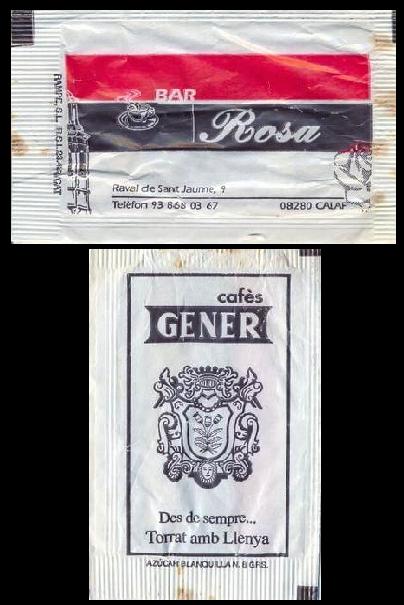 BAR
Rosa
Raval de Sant Jaume, 9
Telèfon 93 868 03 67
08280 CALAF
cafès
GENER
Des de sempre...
Torrat amb Llenya
AZÚCAR BLANQUILLA N. 8 GRS.